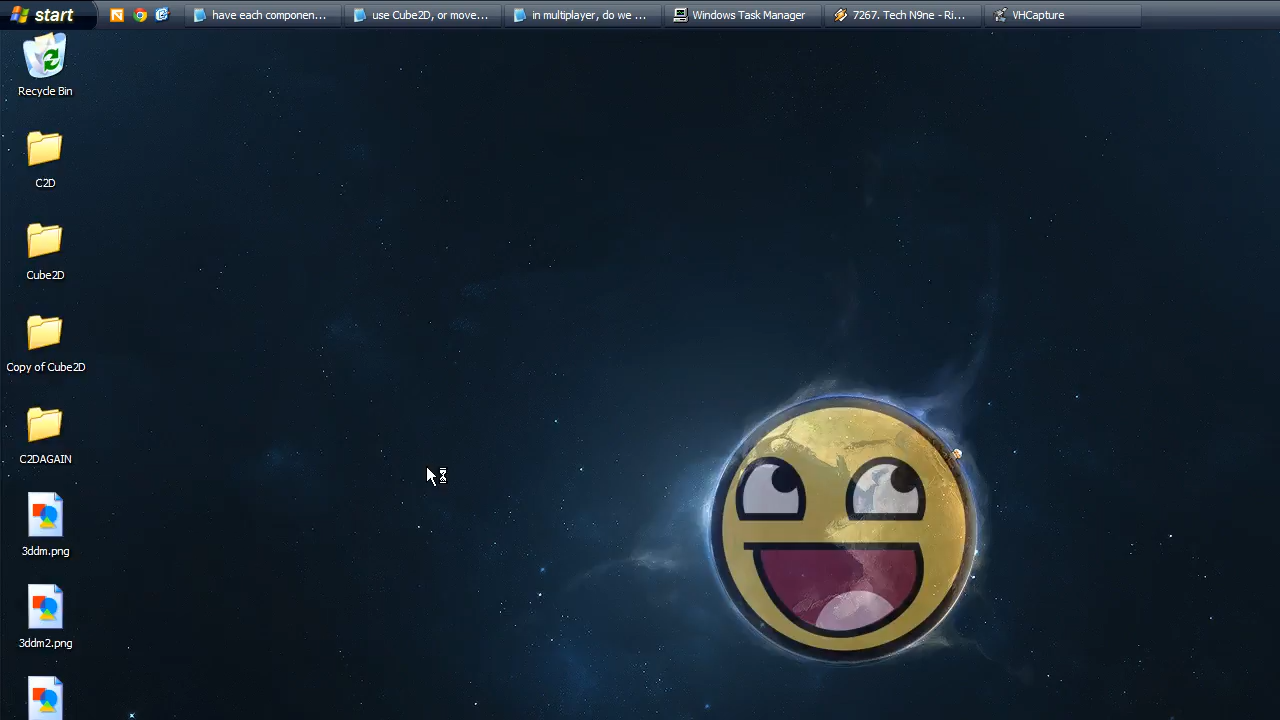 start
have each componen...
use Cube2D, or move...
in multiplayer, do we ...
Windows Task Manager
7267. Tech N9ne - Ri...
VHCapture
Recycle Bin
C2D
Cube2D
Copy of Cube2D
C2DAGAIN
3ddm.png
3ddm2.png